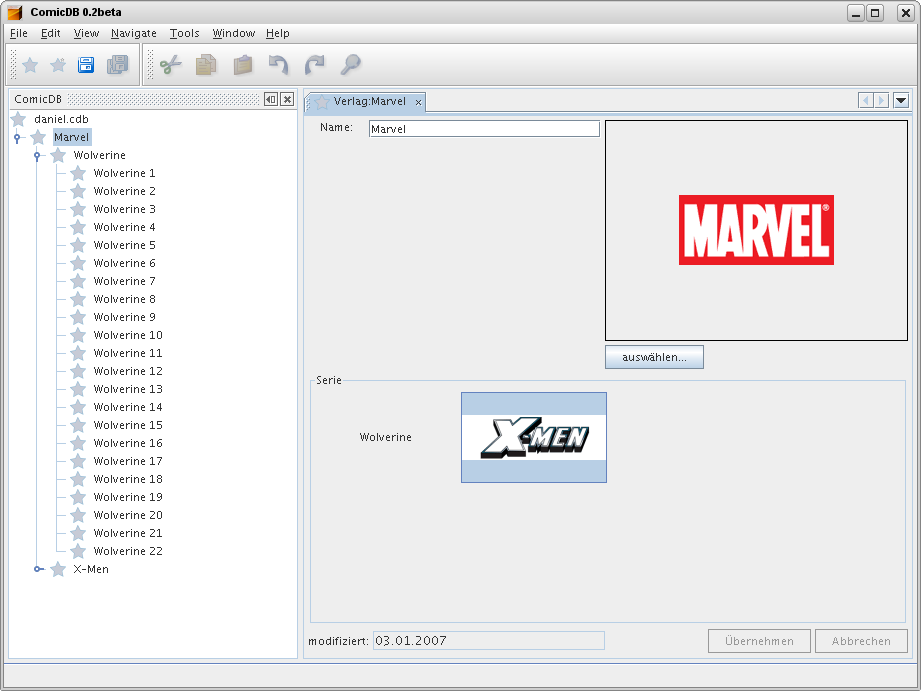 ComicDB 0.2beta
File Edit View Navigate Tools Window Help
ComicDB
daniel.cdb
Marvel
Wolverine
Wolverine 1
Wolverine 2
Wolverine 3
Wolverine 4
Wolverine 5
Wolverine 6
Wolverine 7
Wolverine 8
Wolverine 9
Wolverine 10
Wolverine 11
Wolverine 12
Wolverine 13
Wolverine 14
Wolverine 15
Wolverine 16
Wolverine 17
Wolverine 18
Wolverine 19
Wolverine 20
Wolverine 21
Wolverine 22
X-Men
Verlag:Marvel
Name: Marvel
MARVEL®
auswählen...
Serie
Wolverine
X-MEN
modifiziert: 03.01.2007
Übernehmen Abbrechen